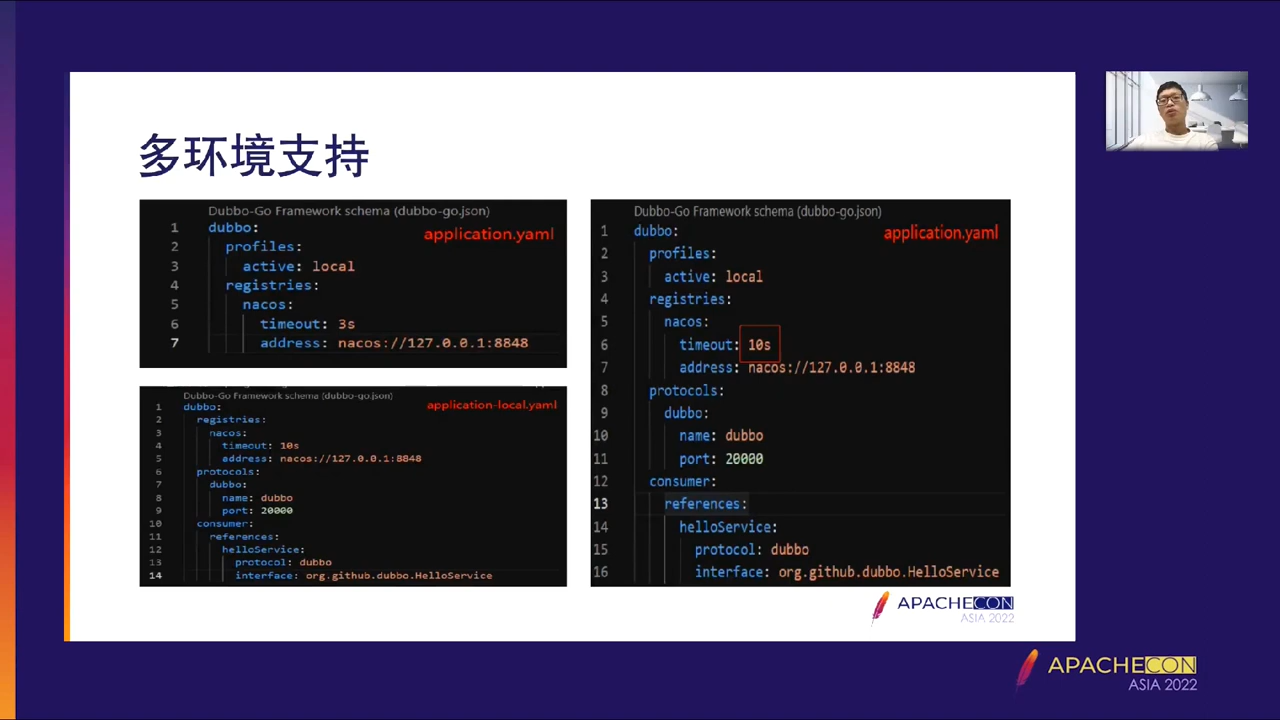 多环境支持
Dubbo-Go Framework schema (dubbo-go.json)
application.yaml
1 dubbo:
2 profiles:
3 active: local
4 registries:
5 nacos:
6 timeout: 3s
7 address: nacos://127.0.0.1:8848
Dubbo-Go Framework schema (dubbo-go.json)
application-local.yaml
1 dubbo:
2 registries:
3 nacos:
4 timeout: 10s
5 address: nacos://127.0.0.1:8848
6 protocols:
7 dubbo:
8 name: dubbo
9 port: 20000
10 consumer:
11 references:
12 helloService:
13 protocol: dubbo
14 interface: org.github.dubbo.HelloService
Dubbo-Go Framework schema (dubbo-go.json)
application.yaml
1 dubbo:
2 profiles:
3 active: local
4 registries:
5 nacos:
6 timeout: 10s
7 address: nacos://127.0.0.1:8848
8 protocols:
9 dubbo:
10 name: dubbo
11 port: 20000
12 consumer:
13 references:
14 helloService:
15 protocol: dubbo
16 interface: org.github.dubbo.HelloService
APACHECON
ASIA 2022
APACHECON
ASIA 2022